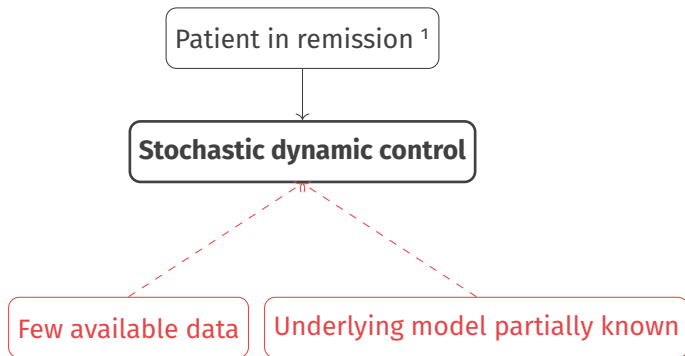 Patient in remission ¹
Stochastic dynamic control
Few available data
Underlying model partially known